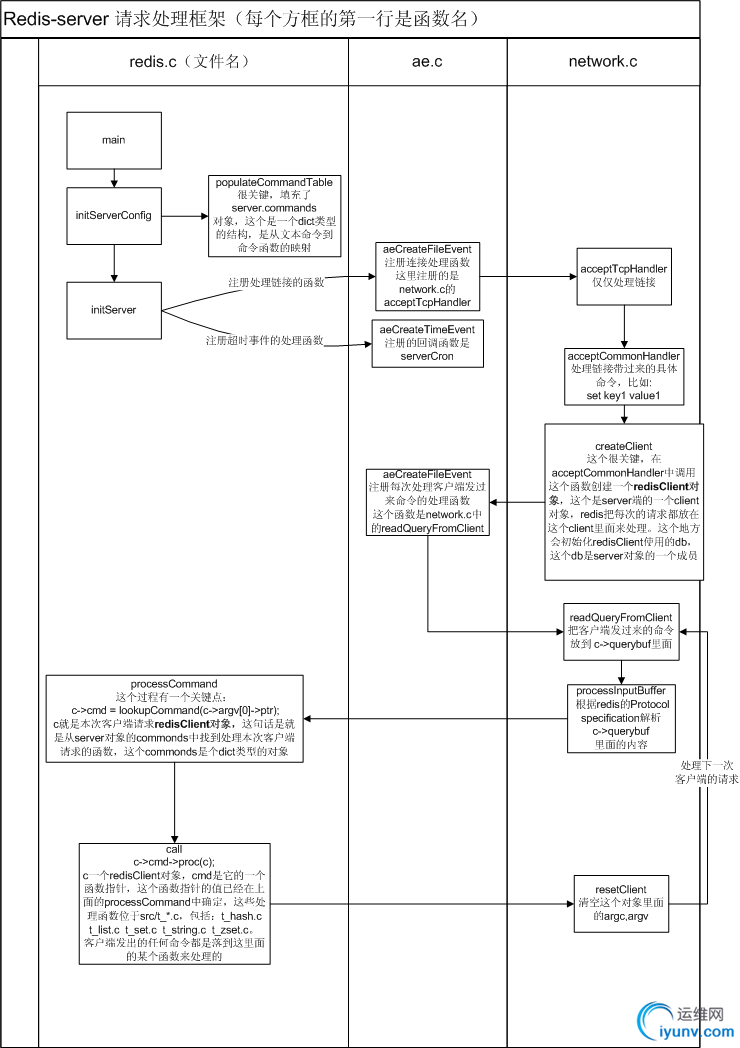 Redis-server 请求处理框架（每个方框的第一行是函数名）
redis.c（文件名）
ae.c
network.c
main
initServerConfig
populateCommandTable
很关键，填充了
server.commands
对象，这个是一个dict类型
的结构，是从文本命令到
命令函数的映射
initServer
注册处理链接的函数
注册超时事件的处理函数
aeCreateFileEvent
注册连接处理函数
这里注册的是
network.c的
acceptTcpHandler
aeCreateTimeEvent
注册的回调函数是
serverCron
acceptTcpHandler
仅仅处理链接
acceptCommonHandler
处理链接带过来的具体
命令，比如:
set key1 value1
createClient
这个很关键，在
acceptCommonHandler中调用
这个函数创建一个redisClient对
象，这个是server端的一个client
对象，redis把每次的请求都放在
这个client里面来处理。这个地方
会初始化redisClient使用的db，
这个db是server对象的一个成员
aeCreateFileEvent
注册每次处理客户端发过
来命令的处理函数
这个函数是network.c中
的readQueryFromClient
readQueryFromClient
把客户端发过来的命令
放到 c->querybuf里面
processInputBuffer
根据redis的Protocol
specification解析
c->querybuf
里面的内容
processCommand
这个过程有一个关键点：
c->cmd = lookupCommand(c->argv[0]->ptr);
c就是本次客户端请求redisClient对象，这句话是就
是从server对象的commonds中找到处理本次客户端
请求的函数，这个commonds是个dict类型的对象
处理下一次
客户端的请求
call
c->cmd->proc(c);
c一个redisClient对象，cmd是它的一个
函数指针，这个函数指针的值已经在上
面的processCommand中确定，这些处
理函数位于src/t_*.c，包括：t_hash.c
t_list.c t_set.c t_string.c t_zset.c。
客户端发出的任何命令都是落到这里面
的某个函数来处理的
resetClient
清空这个对象里面
的argc,argv
运维网
iyunv.com